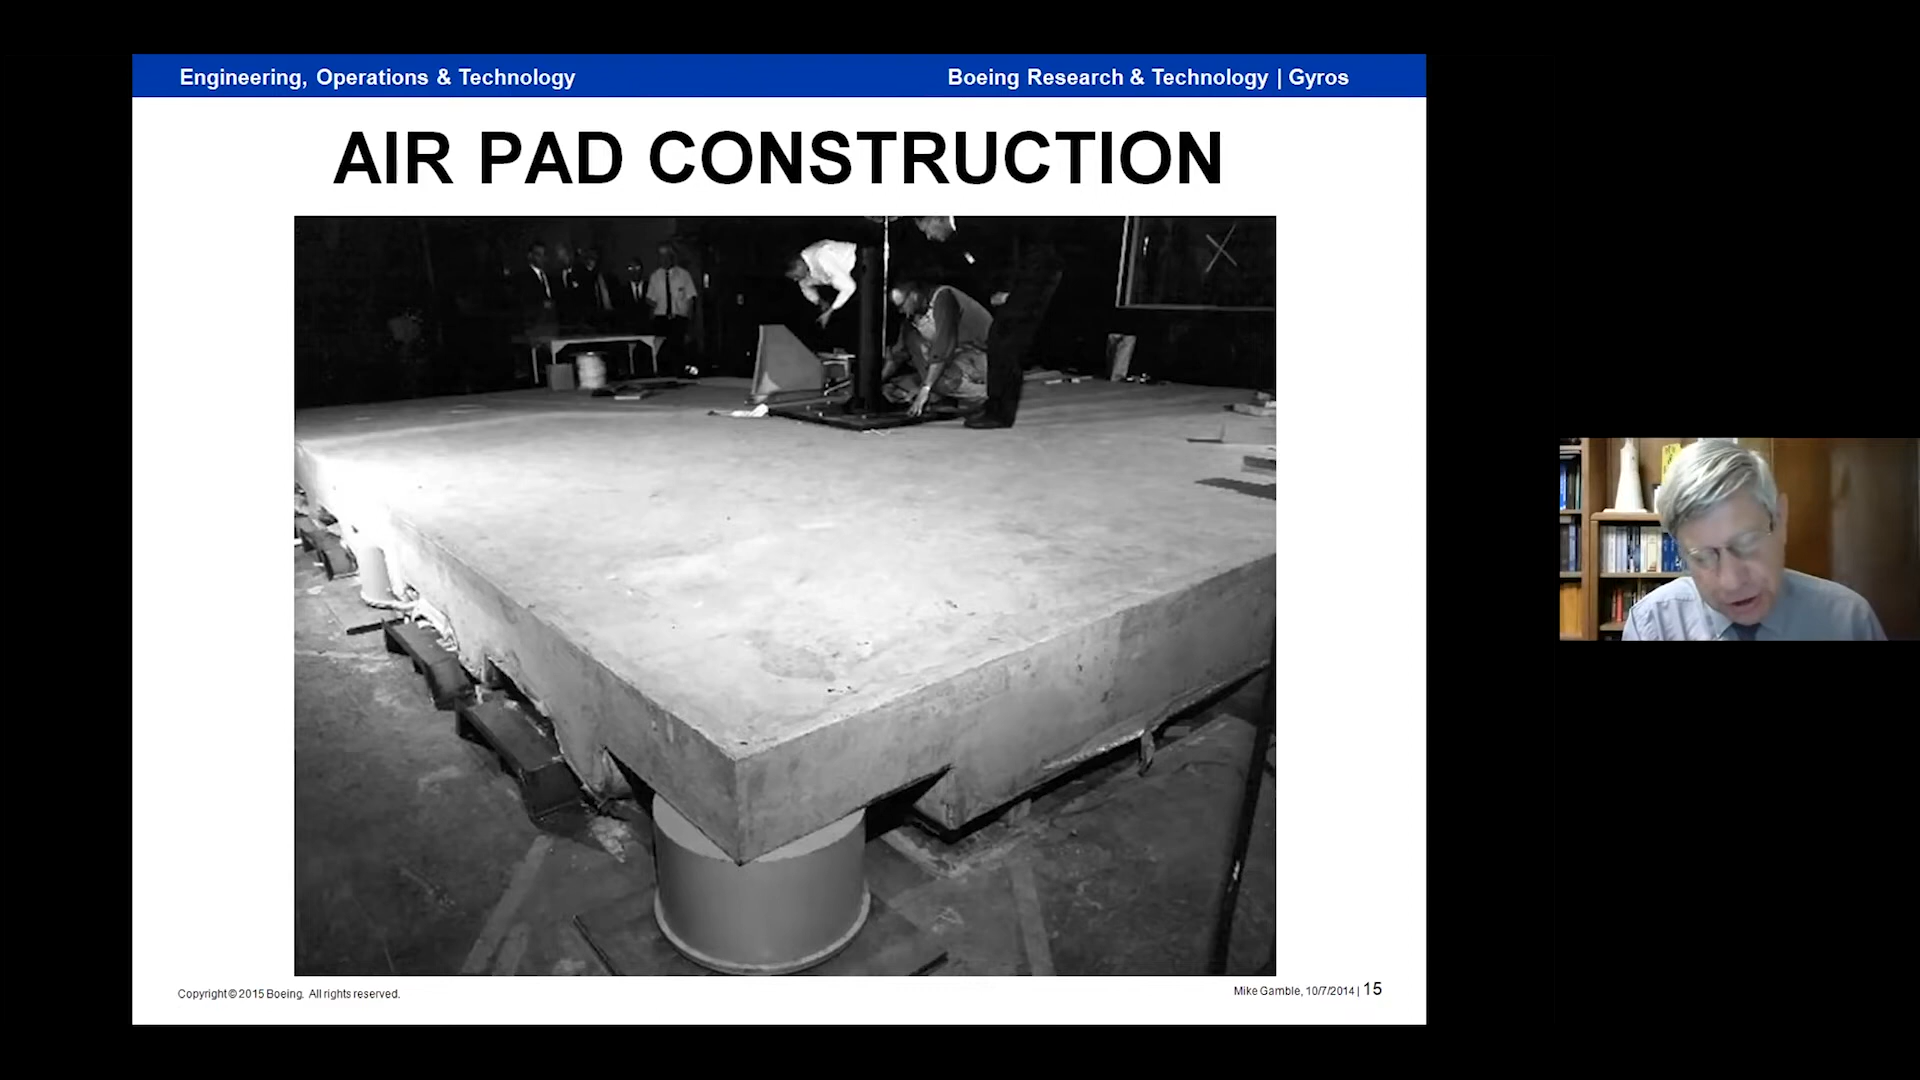 Engineering, Operations & Technology
Boeing Research & Technology | Gyros
AIR PAD CONSTRUCTION
Copyright © 2015 Boeing. All rights reserved.
Mike Gamble, 10/7/2014 | 15